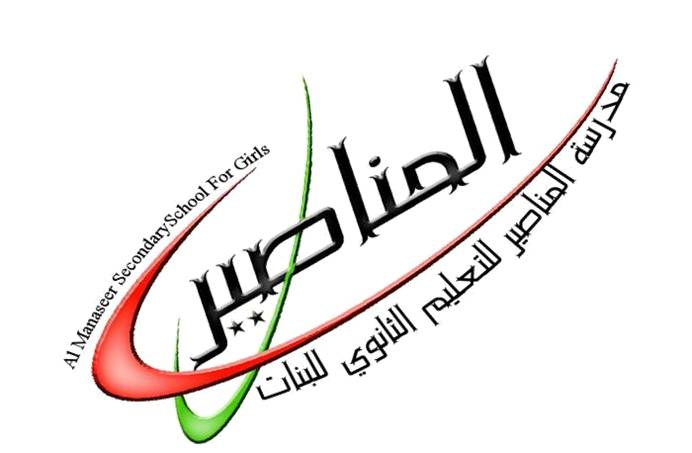 Al Manaseer SecondarySchool For Girls
المناصير
مدرسة المناصير للتعليم الثانوي للبنات